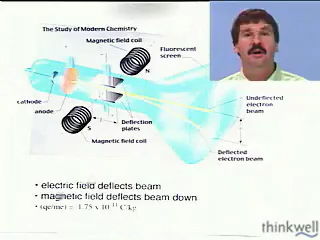 The Study of Modern Chemistry
Magnetic field coil
Fluorescent
screen
N
cathode
anode
S
Deflection
plates
Magnetic field coil
Undeflected
electron
beam
Deflected
electron beam
• electric field deflects beam
• magnetic field deflects beam down
thinkwell